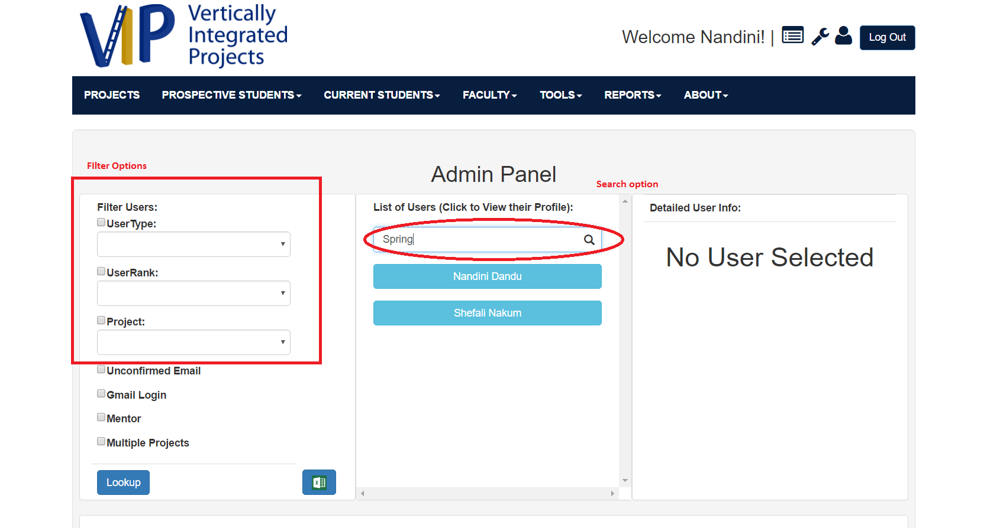 VIP
Vertically
Integrated
Projects
Welcome Nandini! |
Log Out
PROJECTS PROSPECTIVE STUDENTS CURRENT STUDENTS FACULTY TOOLS REPORTS ABOUT
FIlter Options
Admin Panel
Search option
Filter Users:
UserType:
UserRank:
Project:
Unconfirmed Email
Gmail Login
Mentor
Multiple Projects
Lookup
X
List of Users (Click to View their Profile):
Spring
Nandini Dandu
Shefali Nakum
Detailed User Info:
No User Selected